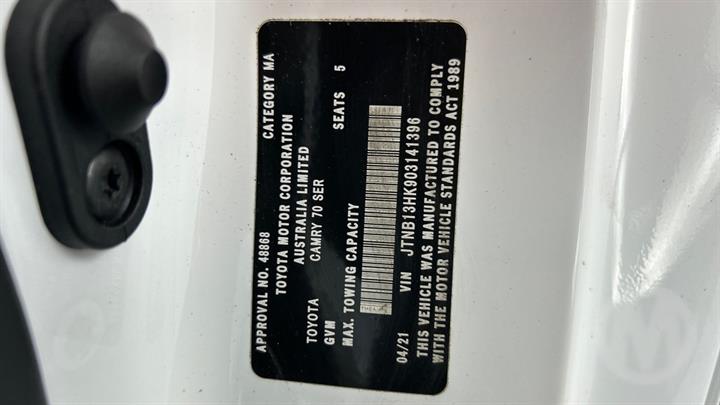 APPROVAL NO. 48868 CATEGORY MA
TOYOTA MOTOR CORPORATION
AUSTRALIA LIMITED
TOYOTA CAMRY 70 SER
GVM SEATS 5
MAX. TOWING CAPACITY
04/21 VIN JTNB13HK903141396
THIS VEHICLE WAS MANUFACTURED TO COMPLY
WITH THE MOTOR VEHICLE STANDARDS ACT 1989
M